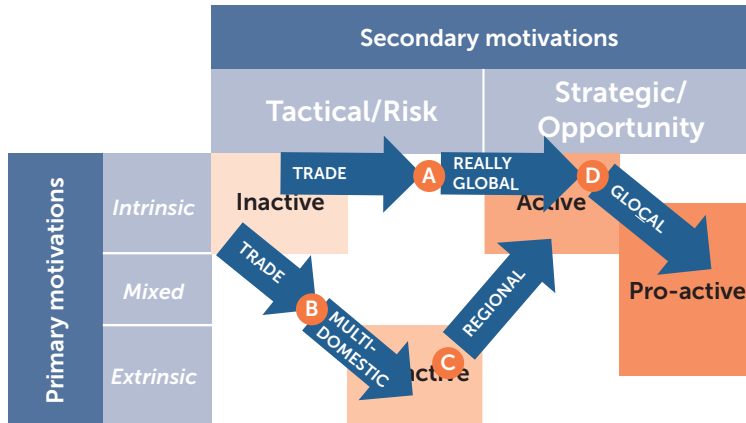 Secondary motivations
Tactical/Risk
Strategic/
Opportunity
Primary motivations
Intrinsic
Mixed
Extrinsic
TRADE
A
REALLY
GLOBAL
D
GLOCAL
Inactive
Active
TRADE
B
MULTI-
DOMESTIC
C
REGIONAL
Pro-active